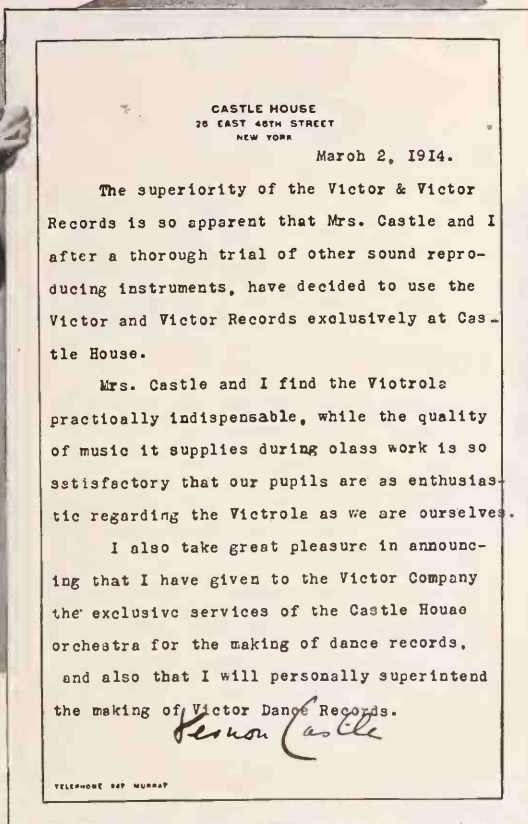 CASTLE HOUSE
26 EAST 46TH STREET
NEW YORK
March 2, 1914.
The superiority of the Victor & Victor
Records is so apparent that Mrs. Castle and I
after a thorough trial of other sound repro-
ducing instruments, have decided to use the
Victor and Victor Records exclusively at Cas-
tle House.
Mrs. Castle and I find the Victrola
practically indispensable, while the quality
of music it supplies during class work is so
satisfactory that our pupils are as enthusias-
tic regarding the Victrola as we are ourselves.
I also take great pleasure in announc-
ing that I have given to the Victor Company
the exclusive services of the Castle House
orchestra for the making of dance records,
and also that I will personally superintend
the making of Victor Dance Records.
Vernon Castle
TELEPHONE MURRAY